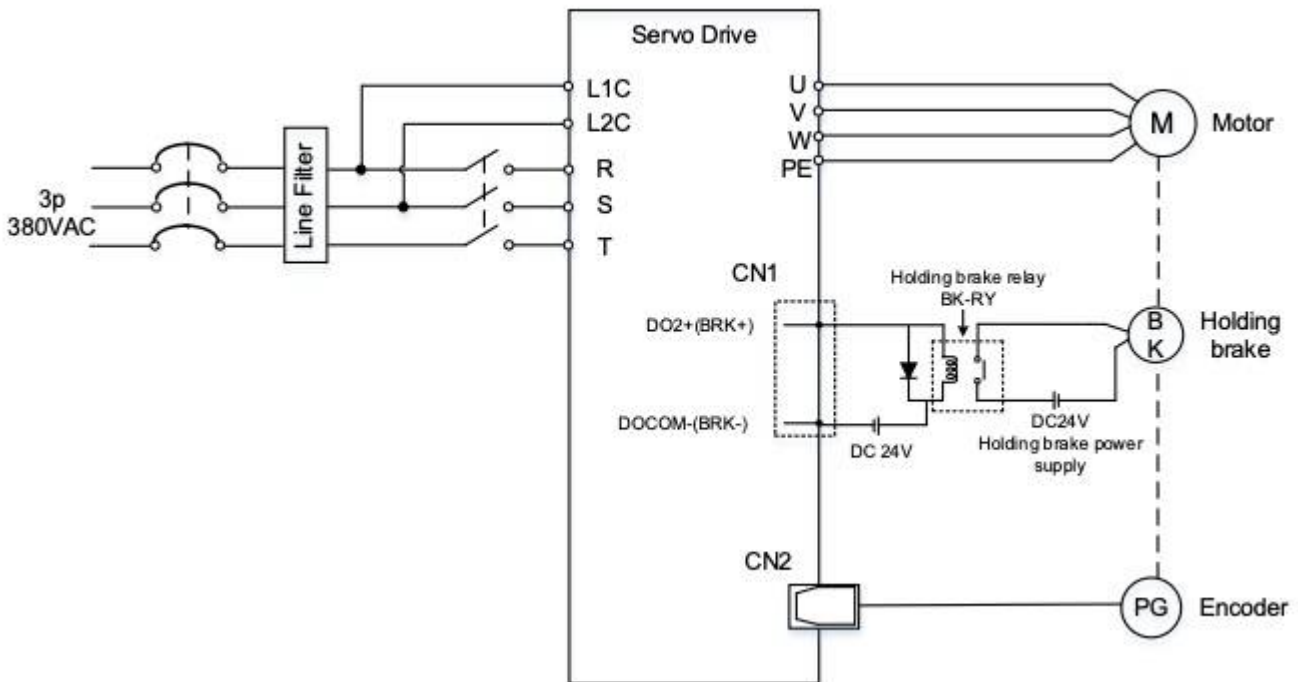 Servo Drive
L1C
L2C
R
S
T
3p
380VAC
Line Filter
U
V
W
PE
M
Motor
CN1
Holding brake relay
BK-RY
DO2+(BRK+)
DOCOM-(BRK-)
DC 24V
DC24V
Holding brake power
supply
B
K
Holding
brake
CN2
PG
Encoder